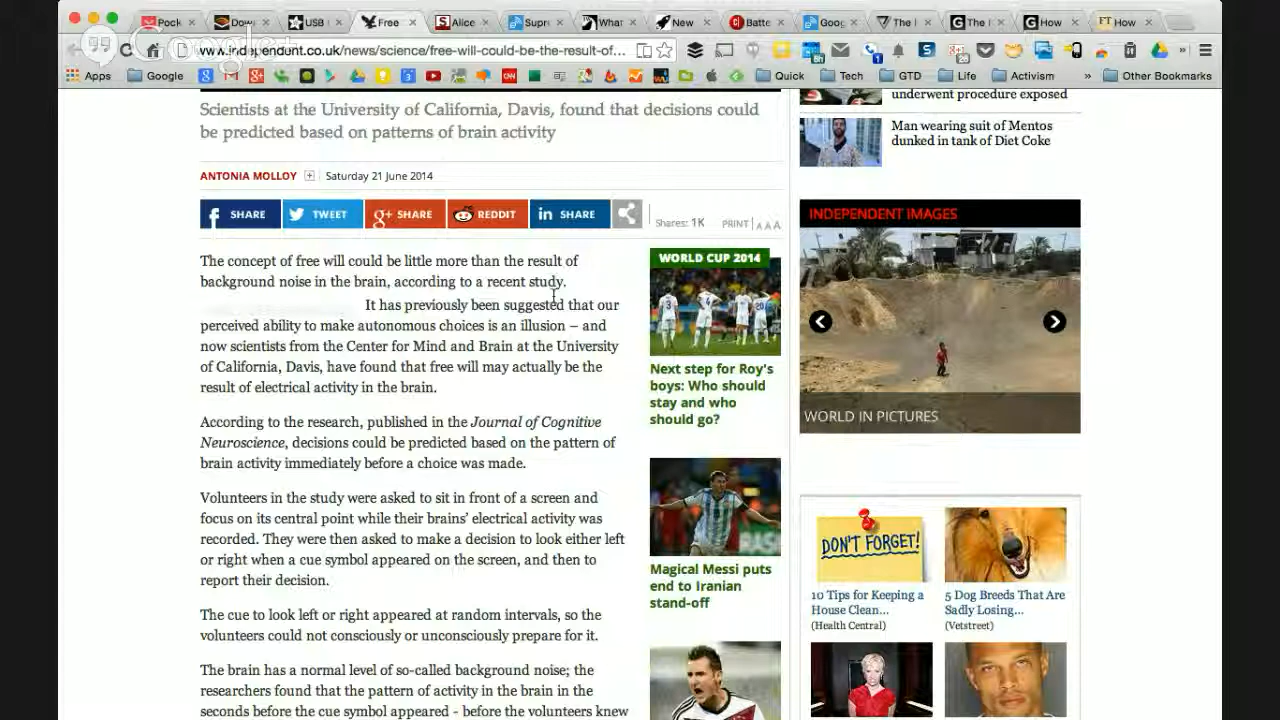 Pock
Dow
USB
Free
Alice
Supr
What
New
Batte
Goog
The I
The I
How
How
www.independent.co.uk/news/science/free-will-could-be-the-result-of...
Apps
Google
Quick
Tech
GTD
Life
Activism
»
Other Bookmarks
Scientists at the University of California, Davis, found that decisions could
be predicted based on patterns of brain activity
ANTONIA MOLLOY + Saturday 21 June 2014
SHARE
TWEET
SHARE
REDDIT
SHARE
Shares: 1K
PRINT | A A A
The concept of free will could be little more than the result of
background noise in the brain, according to a recent study.
It has previously been suggested that our
perceived ability to make autonomous choices is an illusion – and
now scientists from the Center for Mind and Brain at the University
of California, Davis, have found that free will may actually be the
result of electrical activity in the brain.
According to the research, published in the Journal of Cognitive
Neuroscience, decisions could be predicted based on the pattern of
brain activity immediately before a choice was made.
Volunteers in the study were asked to sit in front of a screen and
focus on its central point while their brains' electrical activity was
recorded. They were then asked to make a decision to look either left
or right when a cue symbol appeared on the screen, and then to
report their decision.
The cue to look left or right appeared at random intervals, so the
volunteers could not consciously or unconsciously prepare for it.
The brain has a normal level of so-called background noise; the
researchers found that the pattern of activity in the brain in the
seconds before the cue symbol appeared - before the volunteers knew
WORLD CUP 2014
Next step for Roy's
boys: Who should
stay and who
should go?
Magical Messi puts
end to Iranian
stand-off
underwent procedure exposed
Man wearing suit of Mentos
dunked in tank of Diet Coke
INDEPENDENT IMAGES
WORLD IN PICTURES
DON'T FORGET!
10 Tips for Keeping a
House Clean...
(Health Central)
5 Dog Breeds That Are
Sadly Losing...
(Vetstreet)